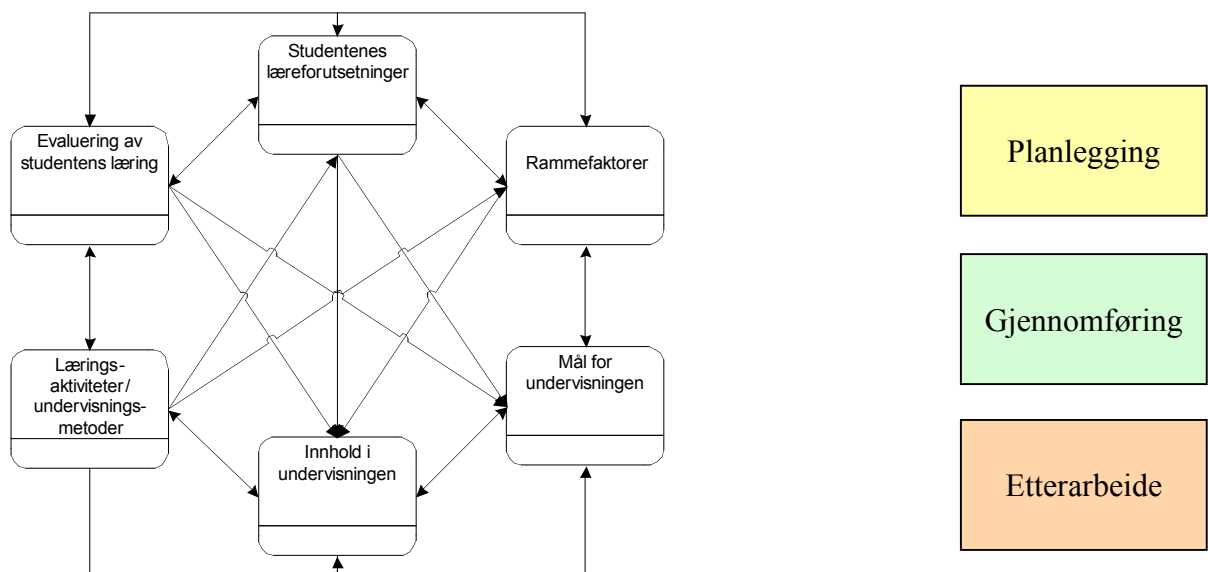 Studentenes
læreforutsetninger
Evaluering av
studentens læring
Rammefaktorer
Lærings-
aktiviteter/
undervisnings-
metoder
Mål for
undervisningen
Innhold i
undervisningen
Planlegging
Gjennomføring
Etterarbeide